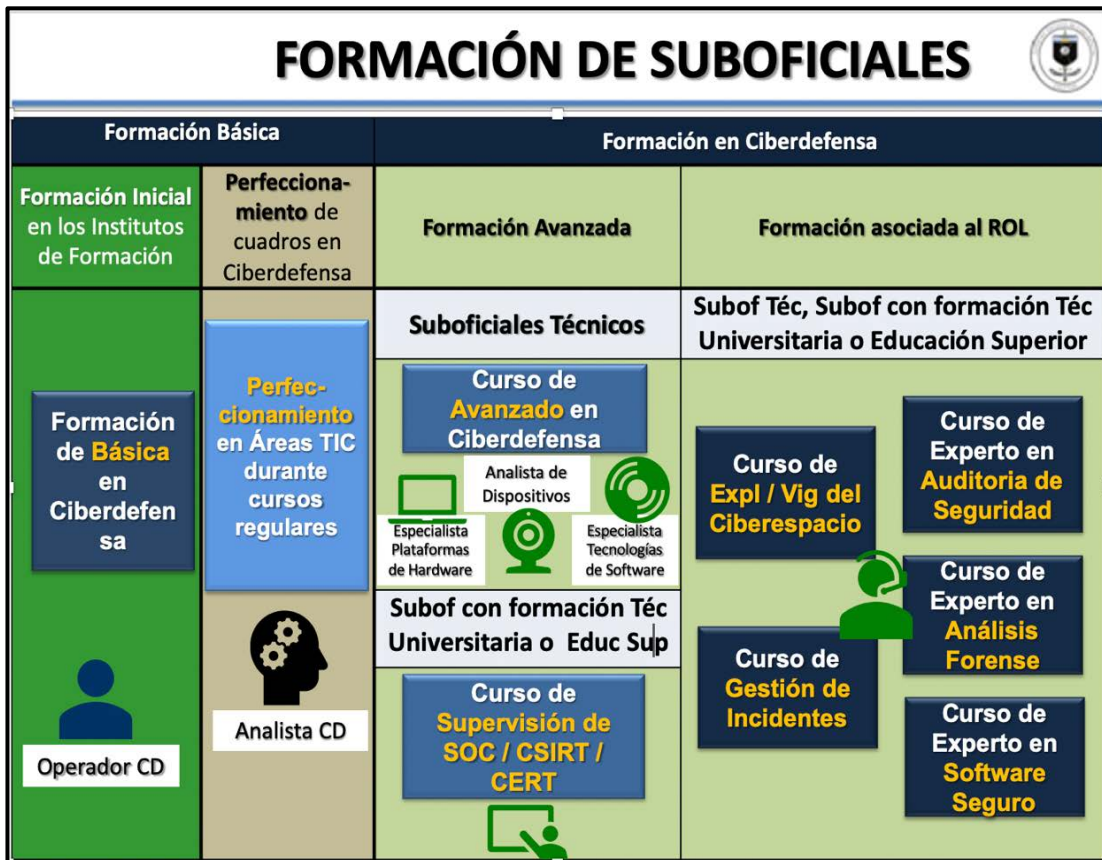 FORMACIÓN DE SUBOFICIALES
Formación Básica
Formación en Ciberdefensa
Formación Inicial
en los Institutos
de Formación
Perfecciona-
miento de
cuadros en
Ciberdefensa
Formación Avanzada
Formación asociada al ROL
Formación
de Básica
en
Ciberdefen
sa
Operador CD
Perfec-
cionamiento
en Áreas TIC
durante
cursos
regulares
Analista CD
Suboficiales Técnicos
Curso de
Avanzado en
Ciberdefensa
Analista de
Dispositivos
Especialista
Plataformas
de Hardware
Especialista
Tecnologías
de Software
Subof con formación Téc
Universitaria o Educ Sup
Curso de
Supervisión de
SOC / CSIRT /
CERT
Subof Téc, Subof con formación Téc
Universitaria o Educación Superior
Curso de
Expl / Vig del
Ciberespacio
Curso de
Gestión de
Incidentes
Curso de
Experto en
Auditoria de
Seguridad
Curso de
Experto en
Análisis
Forense
Curso de
Experto en
Software
Seguro